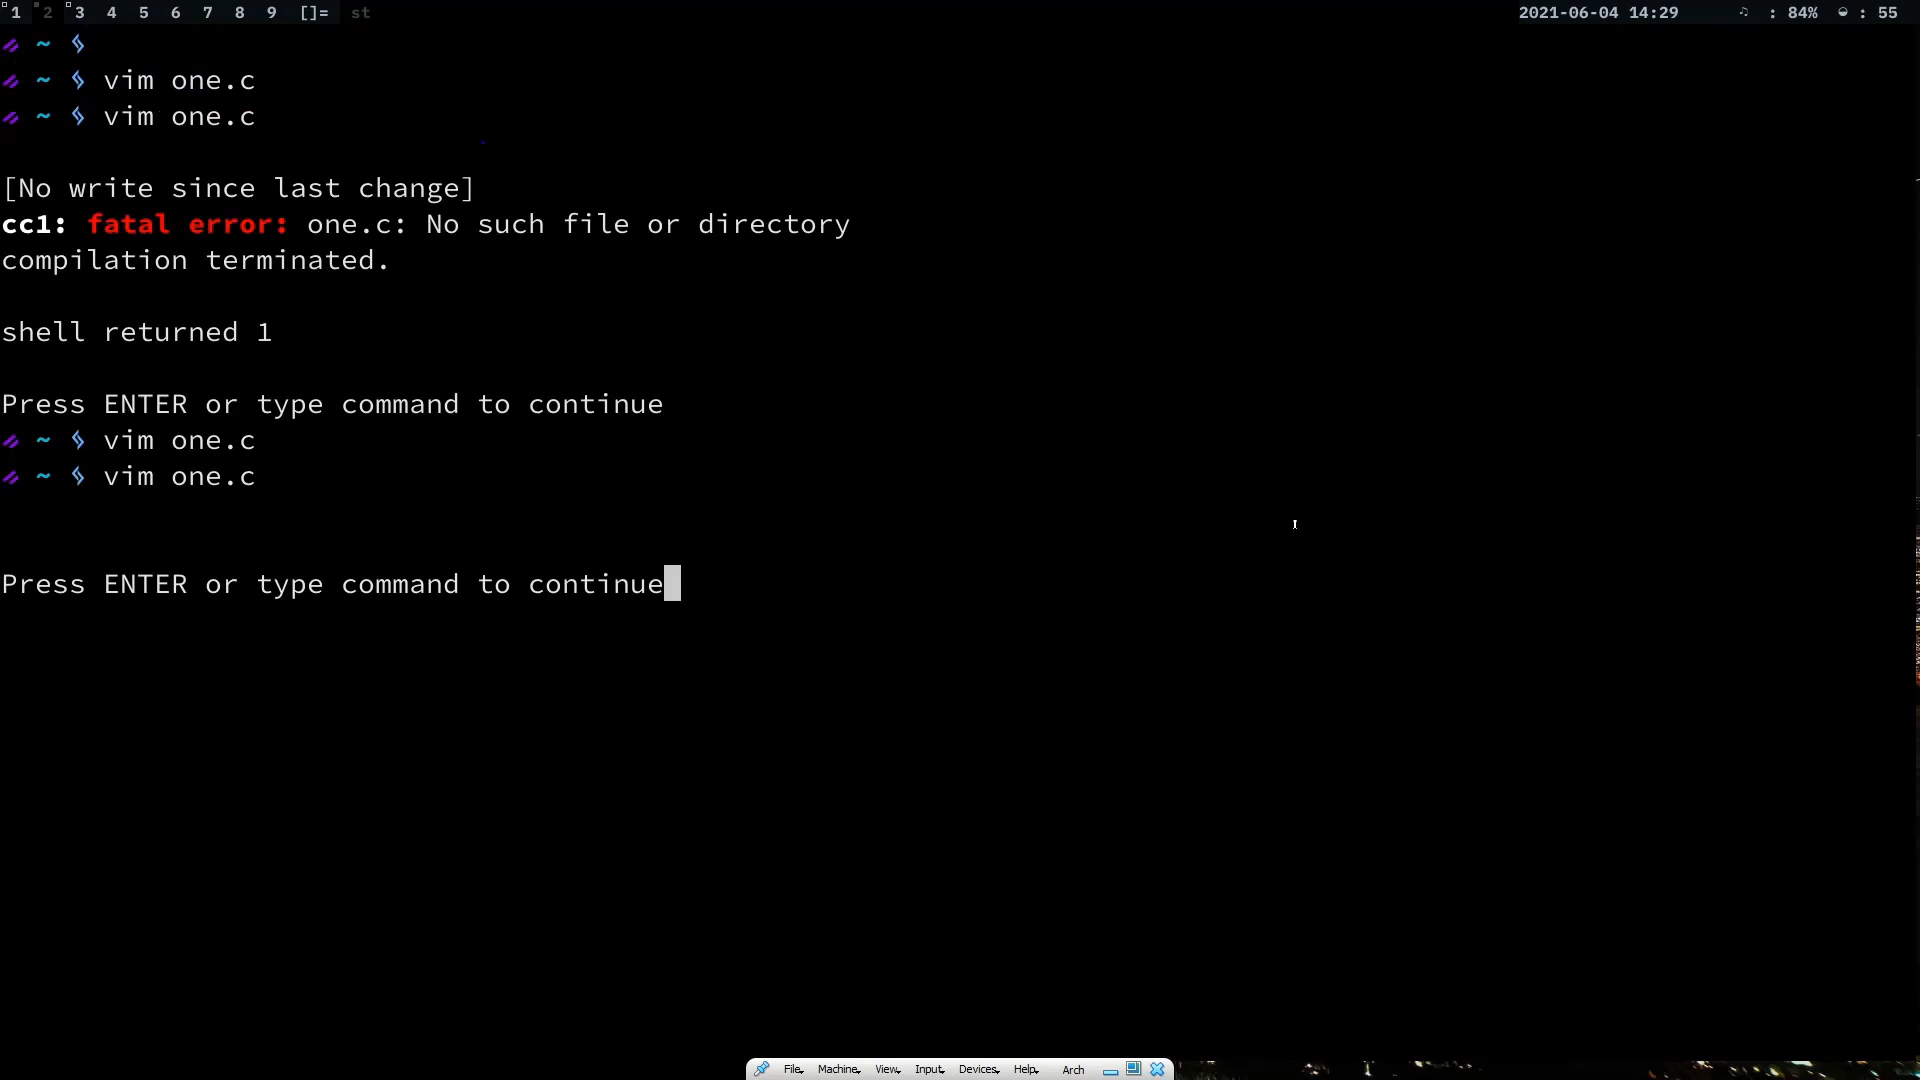 1 2 3 4 5 6 7 8 9 []= st 2021-06-04 14:29 ♫ : 84% : 55
~
~ vim one.c
~ vim one.c
[No write since last change]
cc1: fatal error: one.c: No such file or directory
compilation terminated.
shell returned 1
Press ENTER or type command to continue
~ vim one.c
~ vim one.c
Press ENTER or type command to continue
File Machine View Input Devices Help Arch